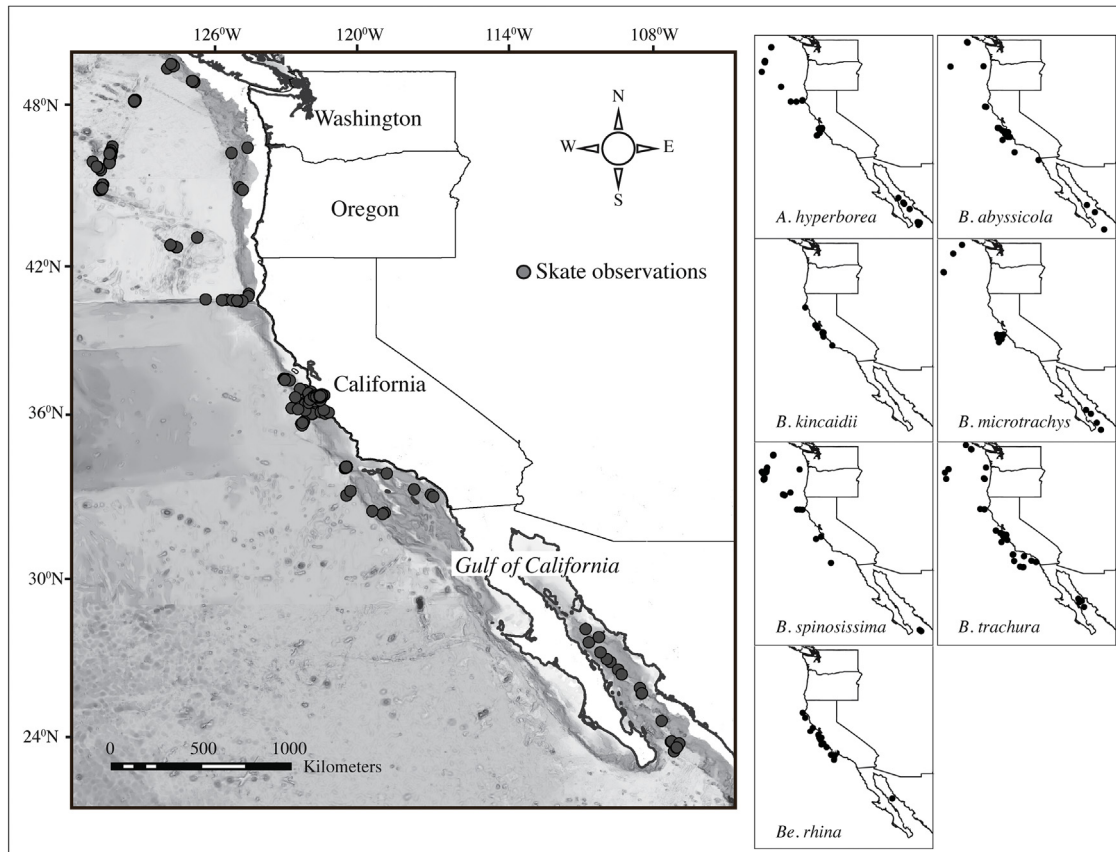 126⁰W 120⁰W 114⁰W 108⁰W
48⁰N
42⁰N
36⁰N
30⁰N
24⁰N
Washington
Oregon
California
Gulf of California
N
W E
S
Skate observations
0 500 1000
Kilometers
A. hyperborea
B. abyssicola
B. kincaidii
B. microtrachys
B. spinosissima
B. trachura
Be. rhina